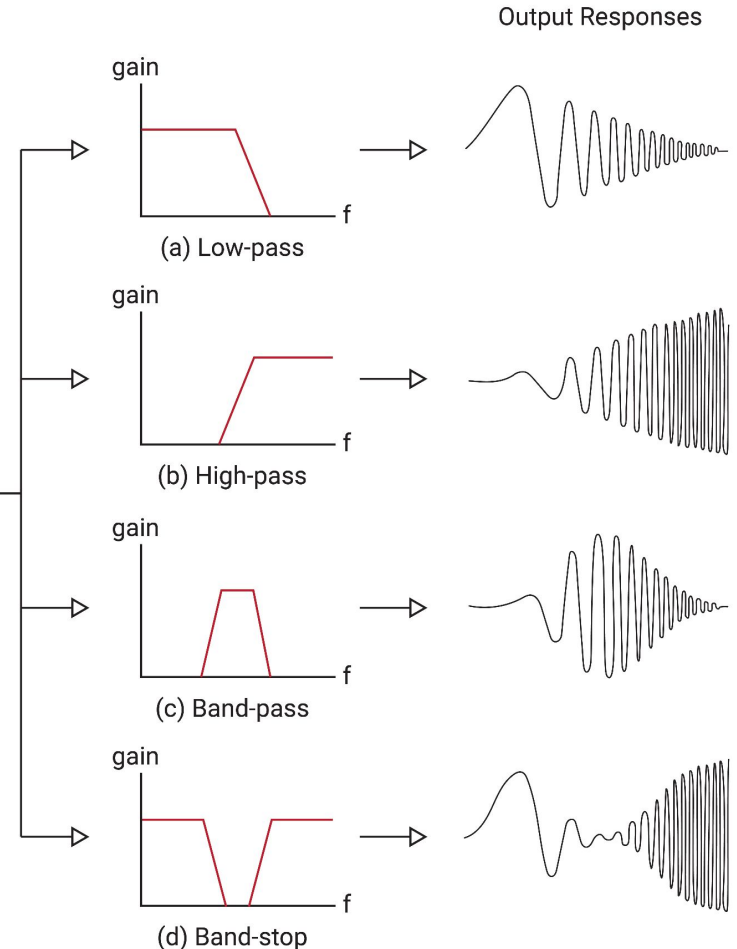 Output Responses
gain
f
(a) Low-pass
gain
f
(b) High-pass
gain
f
(c) Band-pass
gain
f
(d) Band-stop